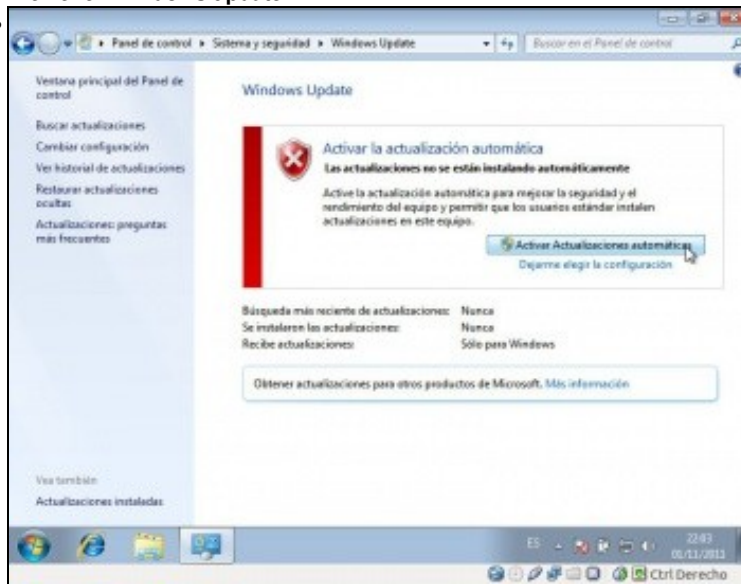 Panel de control ▸ Sistema y seguridad ▸ Windows Update
Buscar en el Panel de control
Ventana principal del Panel de
control
Buscar actualizaciones
Cambiar configuración
Ver historial de actualizaciones
Restaurar actualizaciones
ocultas
Actualizaciones: preguntas
más frecuentes
Windows Update
Activar la actualización automática
Las actualizaciones no se están instalando automáticamente
Active la actualización automática para mejorar la seguridad y el
rendimiento del equipo y permitir que los usuarios estándar instalen
actualizaciones en este equipo.
Activar Actualizaciones automáticas
Dejarme elegir la configuración
Búsqueda más reciente de actualizaciones: Nunca
Se instalaron las actualizaciones: Nunca
Recibe actualizaciones: Sólo para Windows
Obtener actualizaciones para otros productos de Microsoft. Más información
Vea también
Actualizaciones instaladas
ES
22:43
01/11/2011
Ctrl Derecho